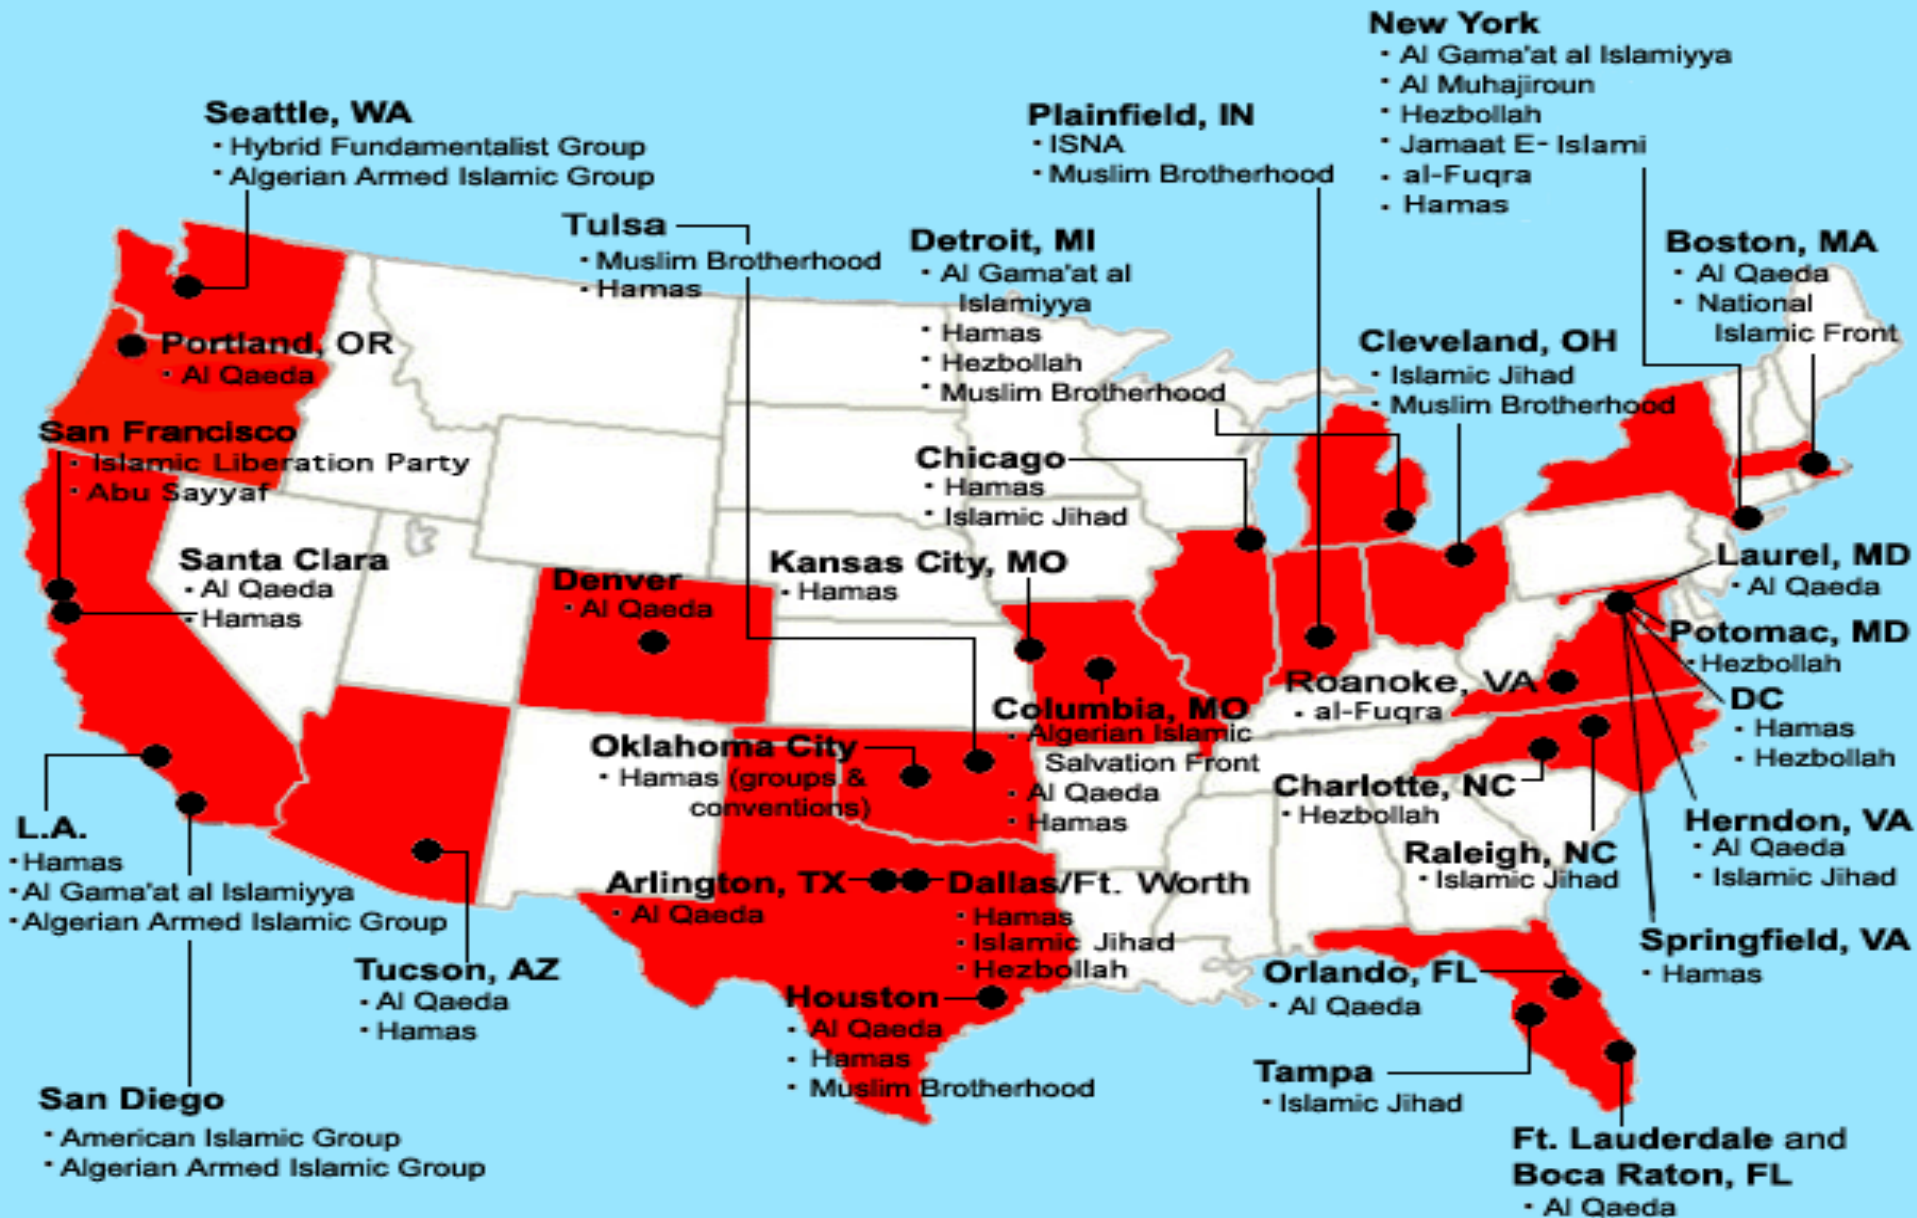 New York
· Al Gama'at al Islamiyya
· Al Muhajiroun
· Hezbollah
· Jamaat E- Islami
· al-Fuqra
· Hamas
Seattle, WA
· Hybrid Fundamentalist Group
· Algerian Armed Islamic Group
Plainfield, IN
· ISNA
· Muslim Brotherhood
Tulsa
· Muslim Brotherhood
· Hamas
Detroit, MI
· Al Gama'at al
Islamiyya
· Hamas
· Hezbollah
· Muslim Brotherhood
Boston, MA
· Al Qaeda
· National
Islamic Front
Portland, OR
· Al Qaeda
Cleveland, OH
· Islamic Jihad
· Muslim Brotherhood
San Francisco
· Islamic Liberation Party
· Abu Sayyaf
Chicago
· Hamas
· Islamic Jihad
Santa Clara
· Al Qaeda
· Hamas
Denver
· Al Qaeda
Kansas City, MO
· Hamas
Laurel, MD
· Al Qaeda
Potomac, MD
· Hezbollah
Roanoke, VA
· al-Fuqra
DC
· Hamas
· Hezbollah
Columbia, MO
· Algerian Islamic
Salvation Front
· Al Qaeda
· Hamas
Oklahoma City
· Hamas (groups &
conventions)
Charlotte, NC
· Hezbollah
L.A.
· Hamas
· Al Gama'at al Islamiyya
· Algerian Armed Islamic Group
Herndon, VA
· Al Qaeda
· Islamic Jihad
Raleigh, NC
· Islamic Jihad
Arlington, TX
· Al Qaeda
Dallas/Ft. Worth
· Hamas
· Islamic Jihad
· Hezbollah
Springfield, VA
· Hamas
Tucson, AZ
· Al Qaeda
· Hamas
Orlando, FL
· Al Qaeda
Houston
· Al Qaeda
· Hamas
· Muslim Brotherhood
Tampa
· Islamic Jihad
San Diego
· American Islamic Group
· Algerian Armed Islamic Group
Ft. Lauderdale and
Boca Raton, FL
· Al Qaeda